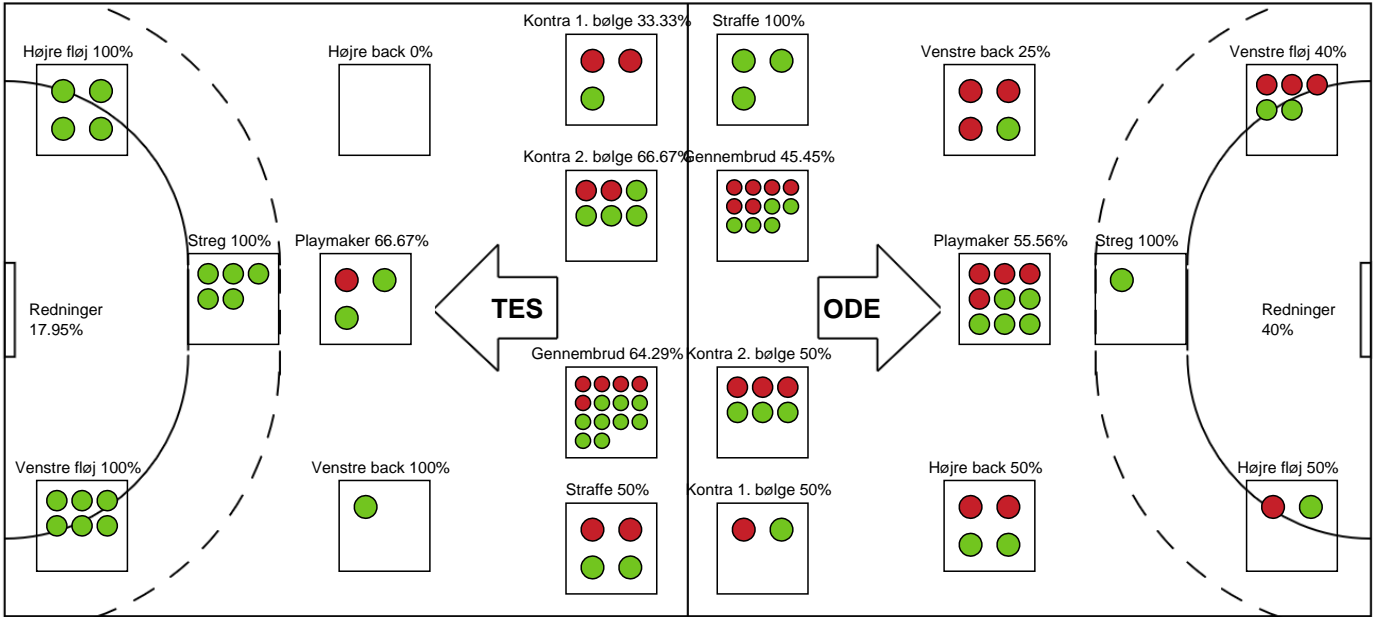 Kontra 1. bølge 33.33%
Straffe 100%
Højre fløj 100%
Højre back 0%
Venstre back 25%
Venstre fløj 40%
Kontra 2. bølge 66.67%
Gennembrud 45.45%
Streg 100%
Playmaker 66.67%
Playmaker 55.56%
Streg 100%
Redninger
17.95%
TES
ODE
Redninger
40%
Gennembrud 64.29%
Kontra 2. bølge 50%
Venstre fløj 100%
Venstre back 100%
Højre back 50%
Højre fløj 50%
Straffe 50%
Kontra 1. bølge 50%